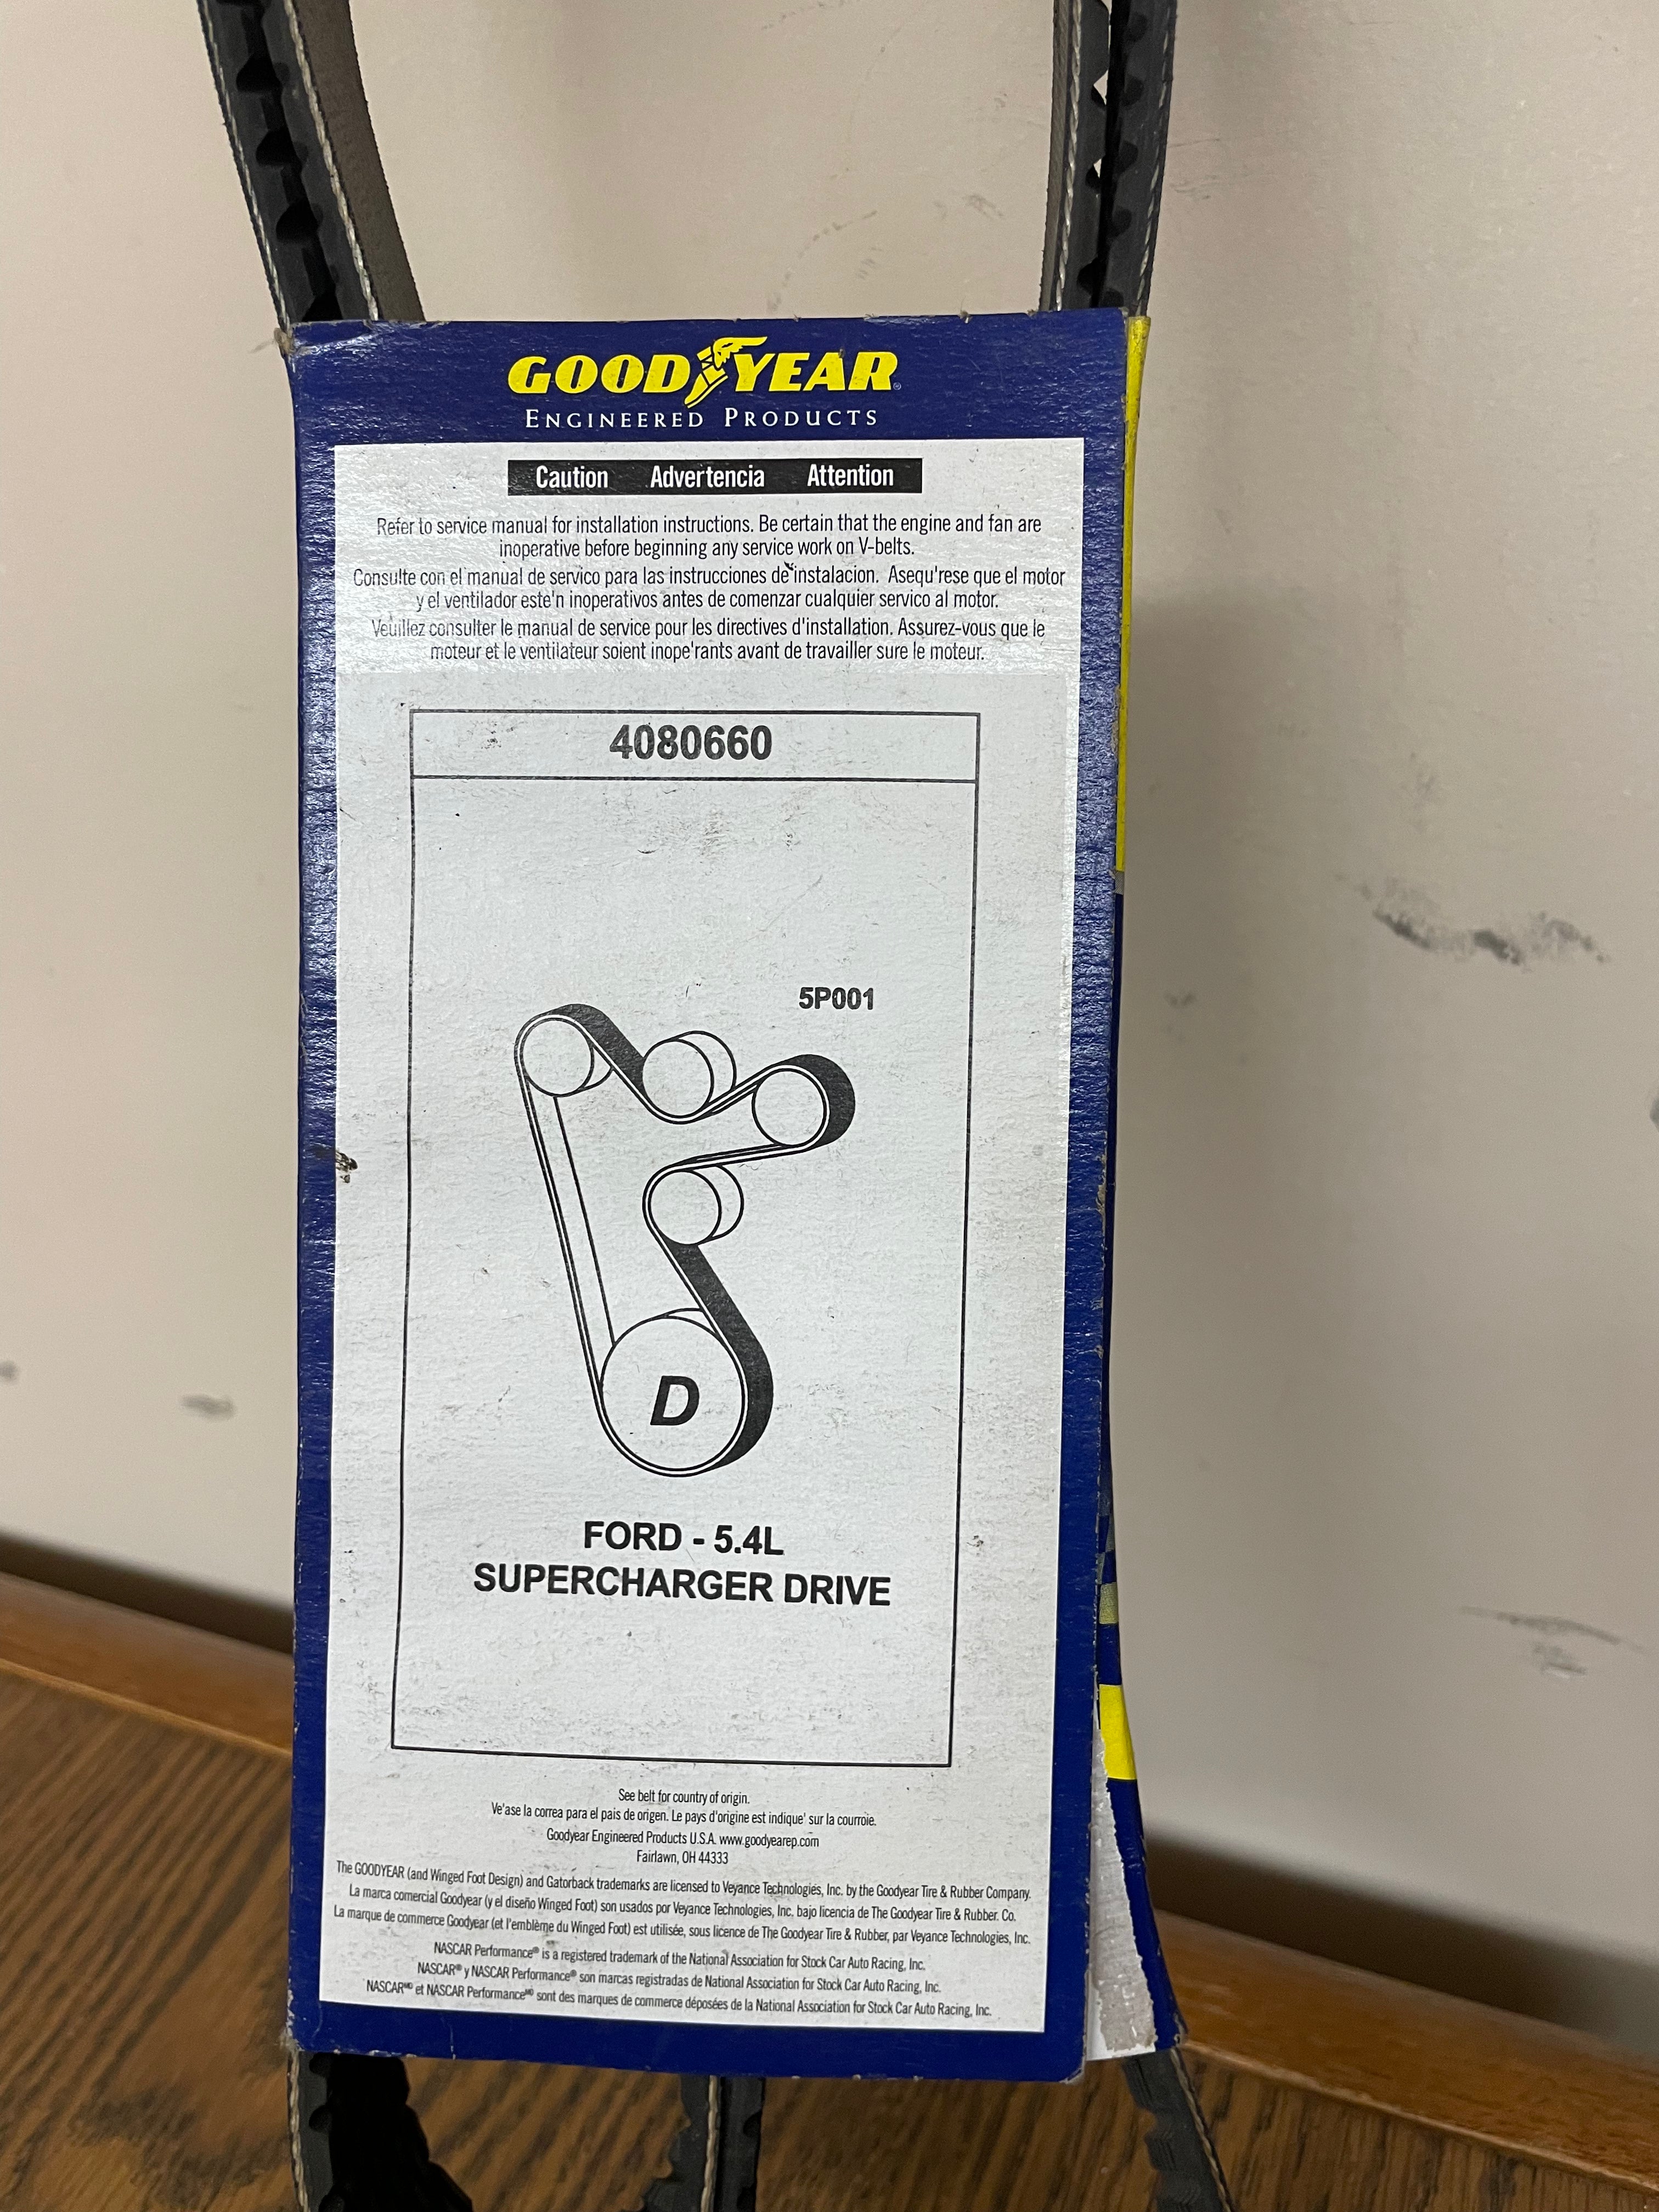 GOODYEAR
ENGINEERED PRODUCTS
Caution Advertencia Attention
Refer to service manual for installation instructions. Be certain that the engine and fan are
inoperative before beginning any service work on V-belts.
Consulte con el manual de servico para las instrucciones de instalacion. Asequ'rese que el motor
y el ventilador este'n inoperativos antes de comenzar cualquier servico al motor.
Veuillez consulter le manual de service pour les directives d'installation. Assurez-vous que le
moteur et le ventilateur soient inope'rants avant de travailler sure le moteur.
4080660
5P001
D
FORD - 5.4L
SUPERCHARGER DRIVE
See belt for country of origin.
Ve'ase la correa para el pais de origen. Le pays d'origine est indique' sur la courroie.
Goodyear Engineered Products U.S.A. www.goodyearep.com
Fairlawn, OH 44333
The GOODYEAR (and Winged Foot Design) and Gatorback trademarks are licensed to Veyance Technologies, Inc. by the Goodyear Tire & Rubber Company.
La marca comercial Goodyear (y el diseño Winged Foot) son usados por Veyance Technologies, Inc. bajo licencia de The Goodyear Tire & Rubber. Co.
La marque de commerce Goodyear (et l'emblème du Winged Foot) est utilisée, sous licence de The Goodyear Tire & Rubber, par Veyance Technologies, Inc.
NASCAR Performance® is a registered trademark of the National Association for Stock Car Auto Racing, Inc.
NASCAR® y NASCAR Performance® son marcas registradas de National Association for Stock Car Auto Racing, Inc.
NASCARᴹᴰ et NASCAR Performanceᴹᴰ sont des marques de commerce déposées de la National Association for Stock Car Auto Racing, Inc.